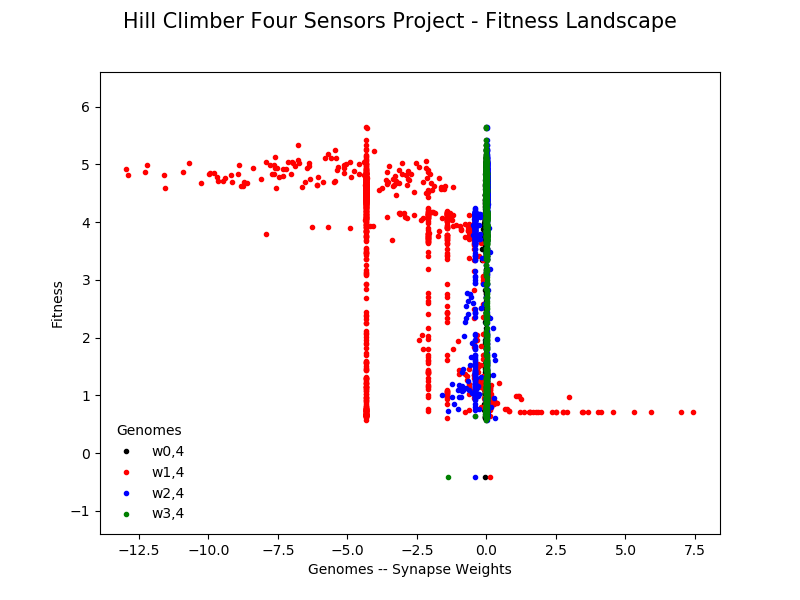 Hill Climber Four Sensors Project - Fitness Landscape
6
5
4
3
2
1
0
−1
Fitness
Genomes
w0,4
w1,4
w2,4
w3,4
−12.5 −10.0 −7.5 −5.0 −2.5 0.0 2.5 5.0 7.5
Genomes -- Synapse Weights